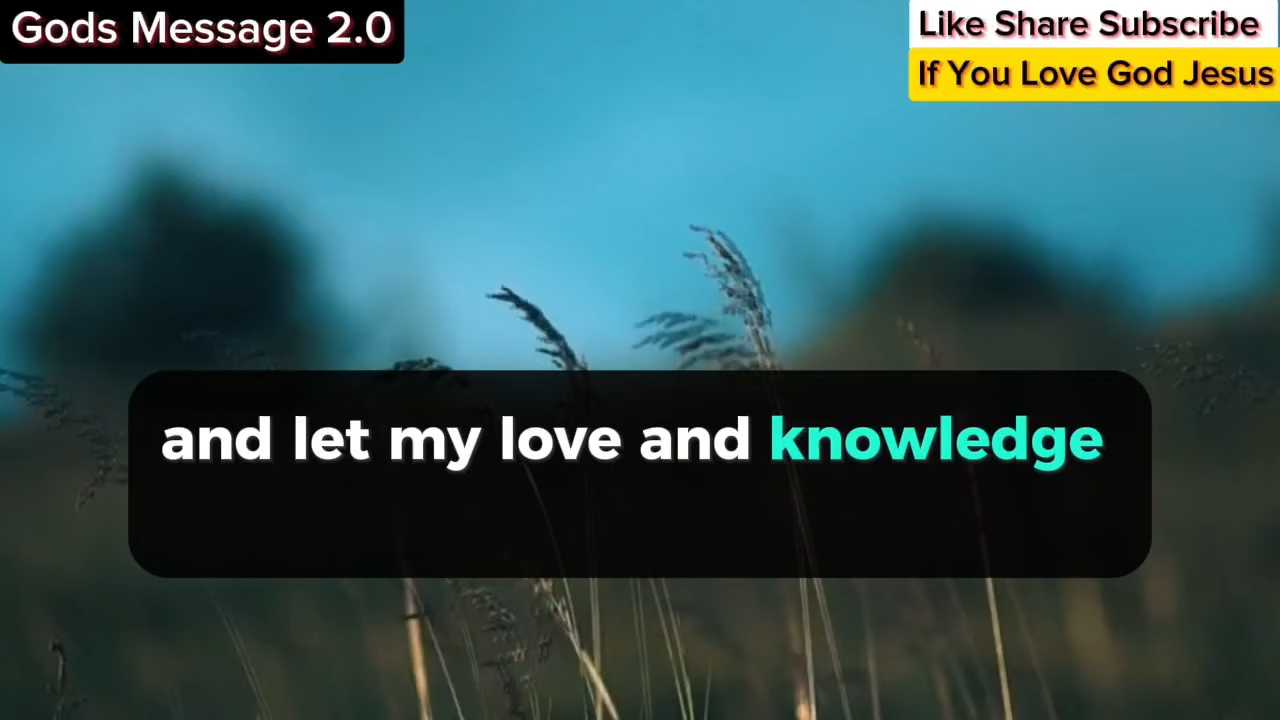 Gods Message 2.0
Like Share Subscribe
If You Love God Jesus
and let my love and knowledge